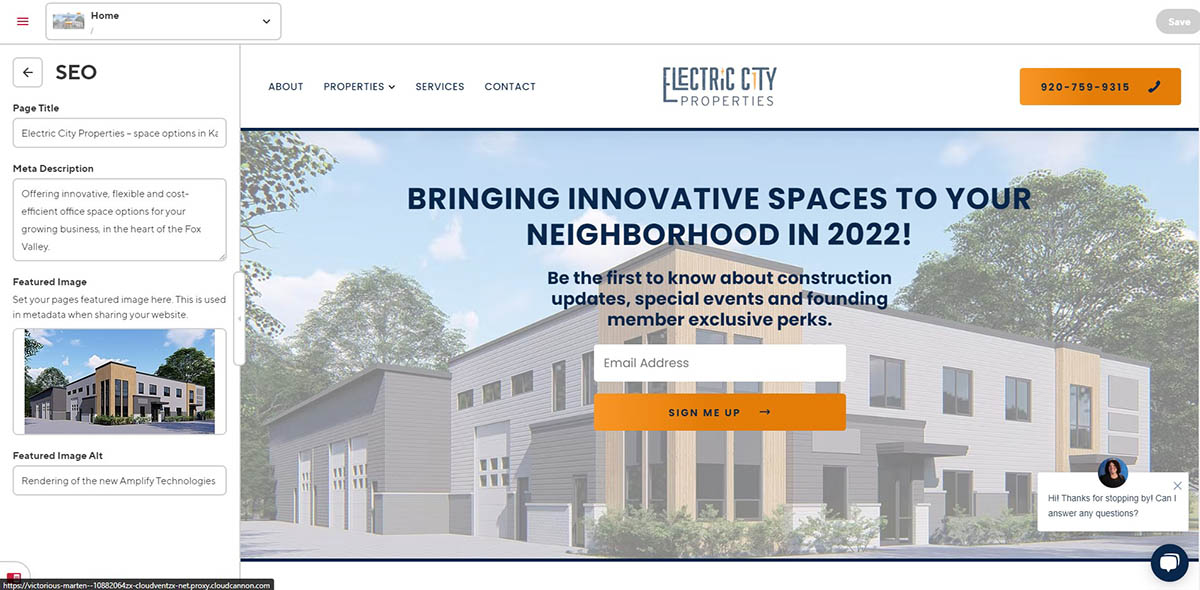 Home
/
Save
SEO
Page Title
Electric City Properties - space options in Ka
Meta Description
Offering innovative, flexible and cost-
efficient office space options for your
growing business, in the heart of the Fox
Valley.
Featured Image
Set your pages featured image here. This is used
in metadata when sharing your website.
Featured Image Alt
Rendering of the new Amplify Technologies
https://victorious-marten--10882064zx-cloudventzx-net.proxy.cloudcannon.com
ABOUT PROPERTIES SERVICES CONTACT
ELECTRIC CITY
PROPERTIES
920-759-9315
BRINGING INNOVATIVE SPACES TO YOUR
NEIGHBORHOOD IN 2022!
Be the first to know about construction
updates, special events and founding
member exclusive perks.
Email Address
SIGN ME UP →
Hi! Thanks for stopping by! Can I
answer any questions?